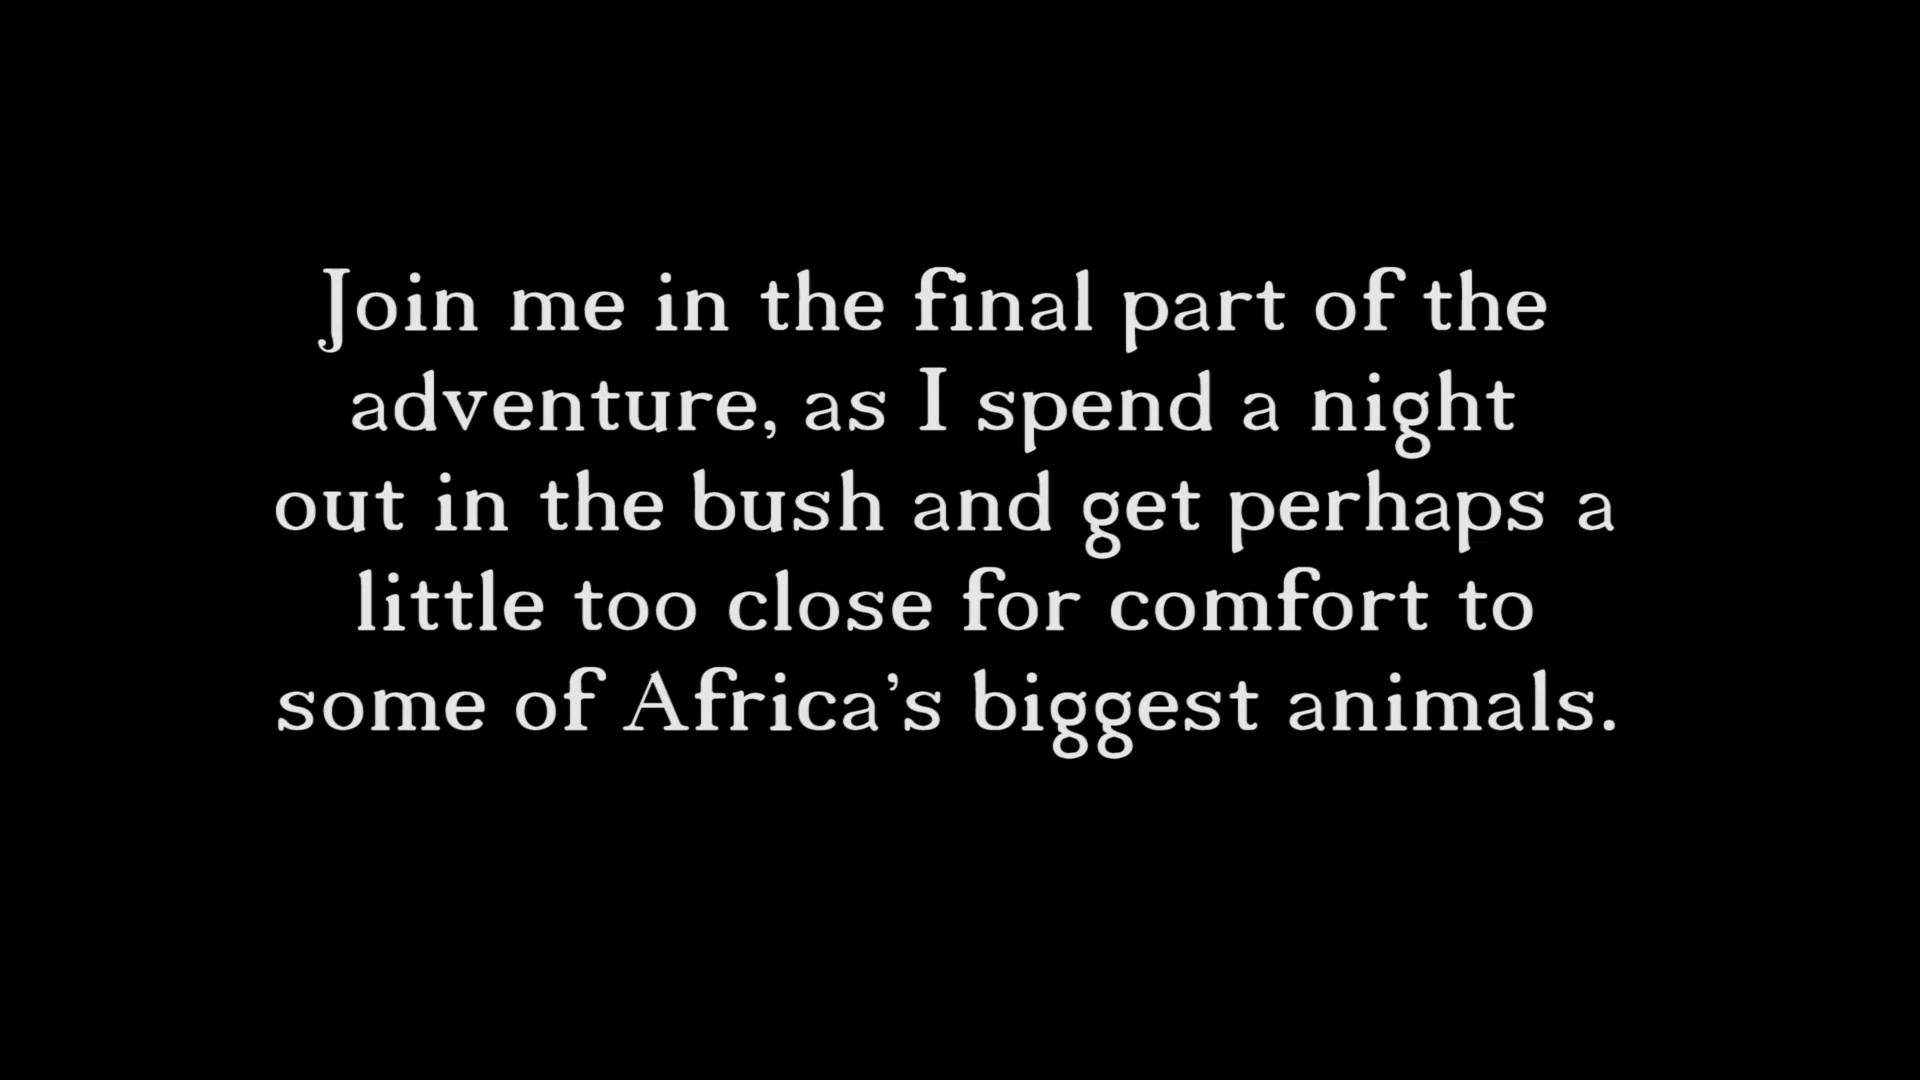 Join me in the final part of the
adventure, as I spend a night
out in the bush and get perhaps a
little too close for comfort to
some of Africa’s biggest animals.